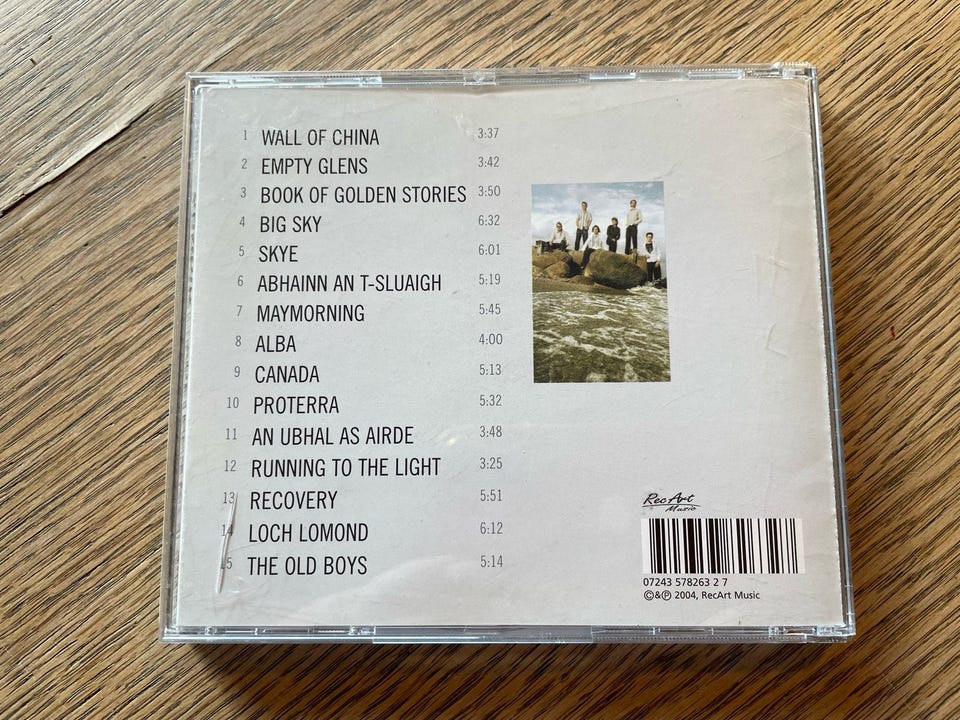 1 WALL OF CHINA 3:37
2 EMPTY GLENS 3:42
3 BOOK OF GOLDEN STORIES 3:50
4 BIG SKY 6:32
5 SKYE 6:01
6 ABHAINN AN T-SLUAIGH 5:19
7 MAYMORNING 5:45
8 ALBA 4:00
9 CANADA 5:13
10 PROTERRA 5:32
11 AN UBHAL AS AIRDE 3:48
12 RUNNING TO THE LIGHT 3:25
13 RECOVERY 5:51
14 LOCH LOMOND 6:12
15 THE OLD BOYS 5:14
RecArt
Music
07243 578263 2 7
©&℗ 2004, RecArt Music